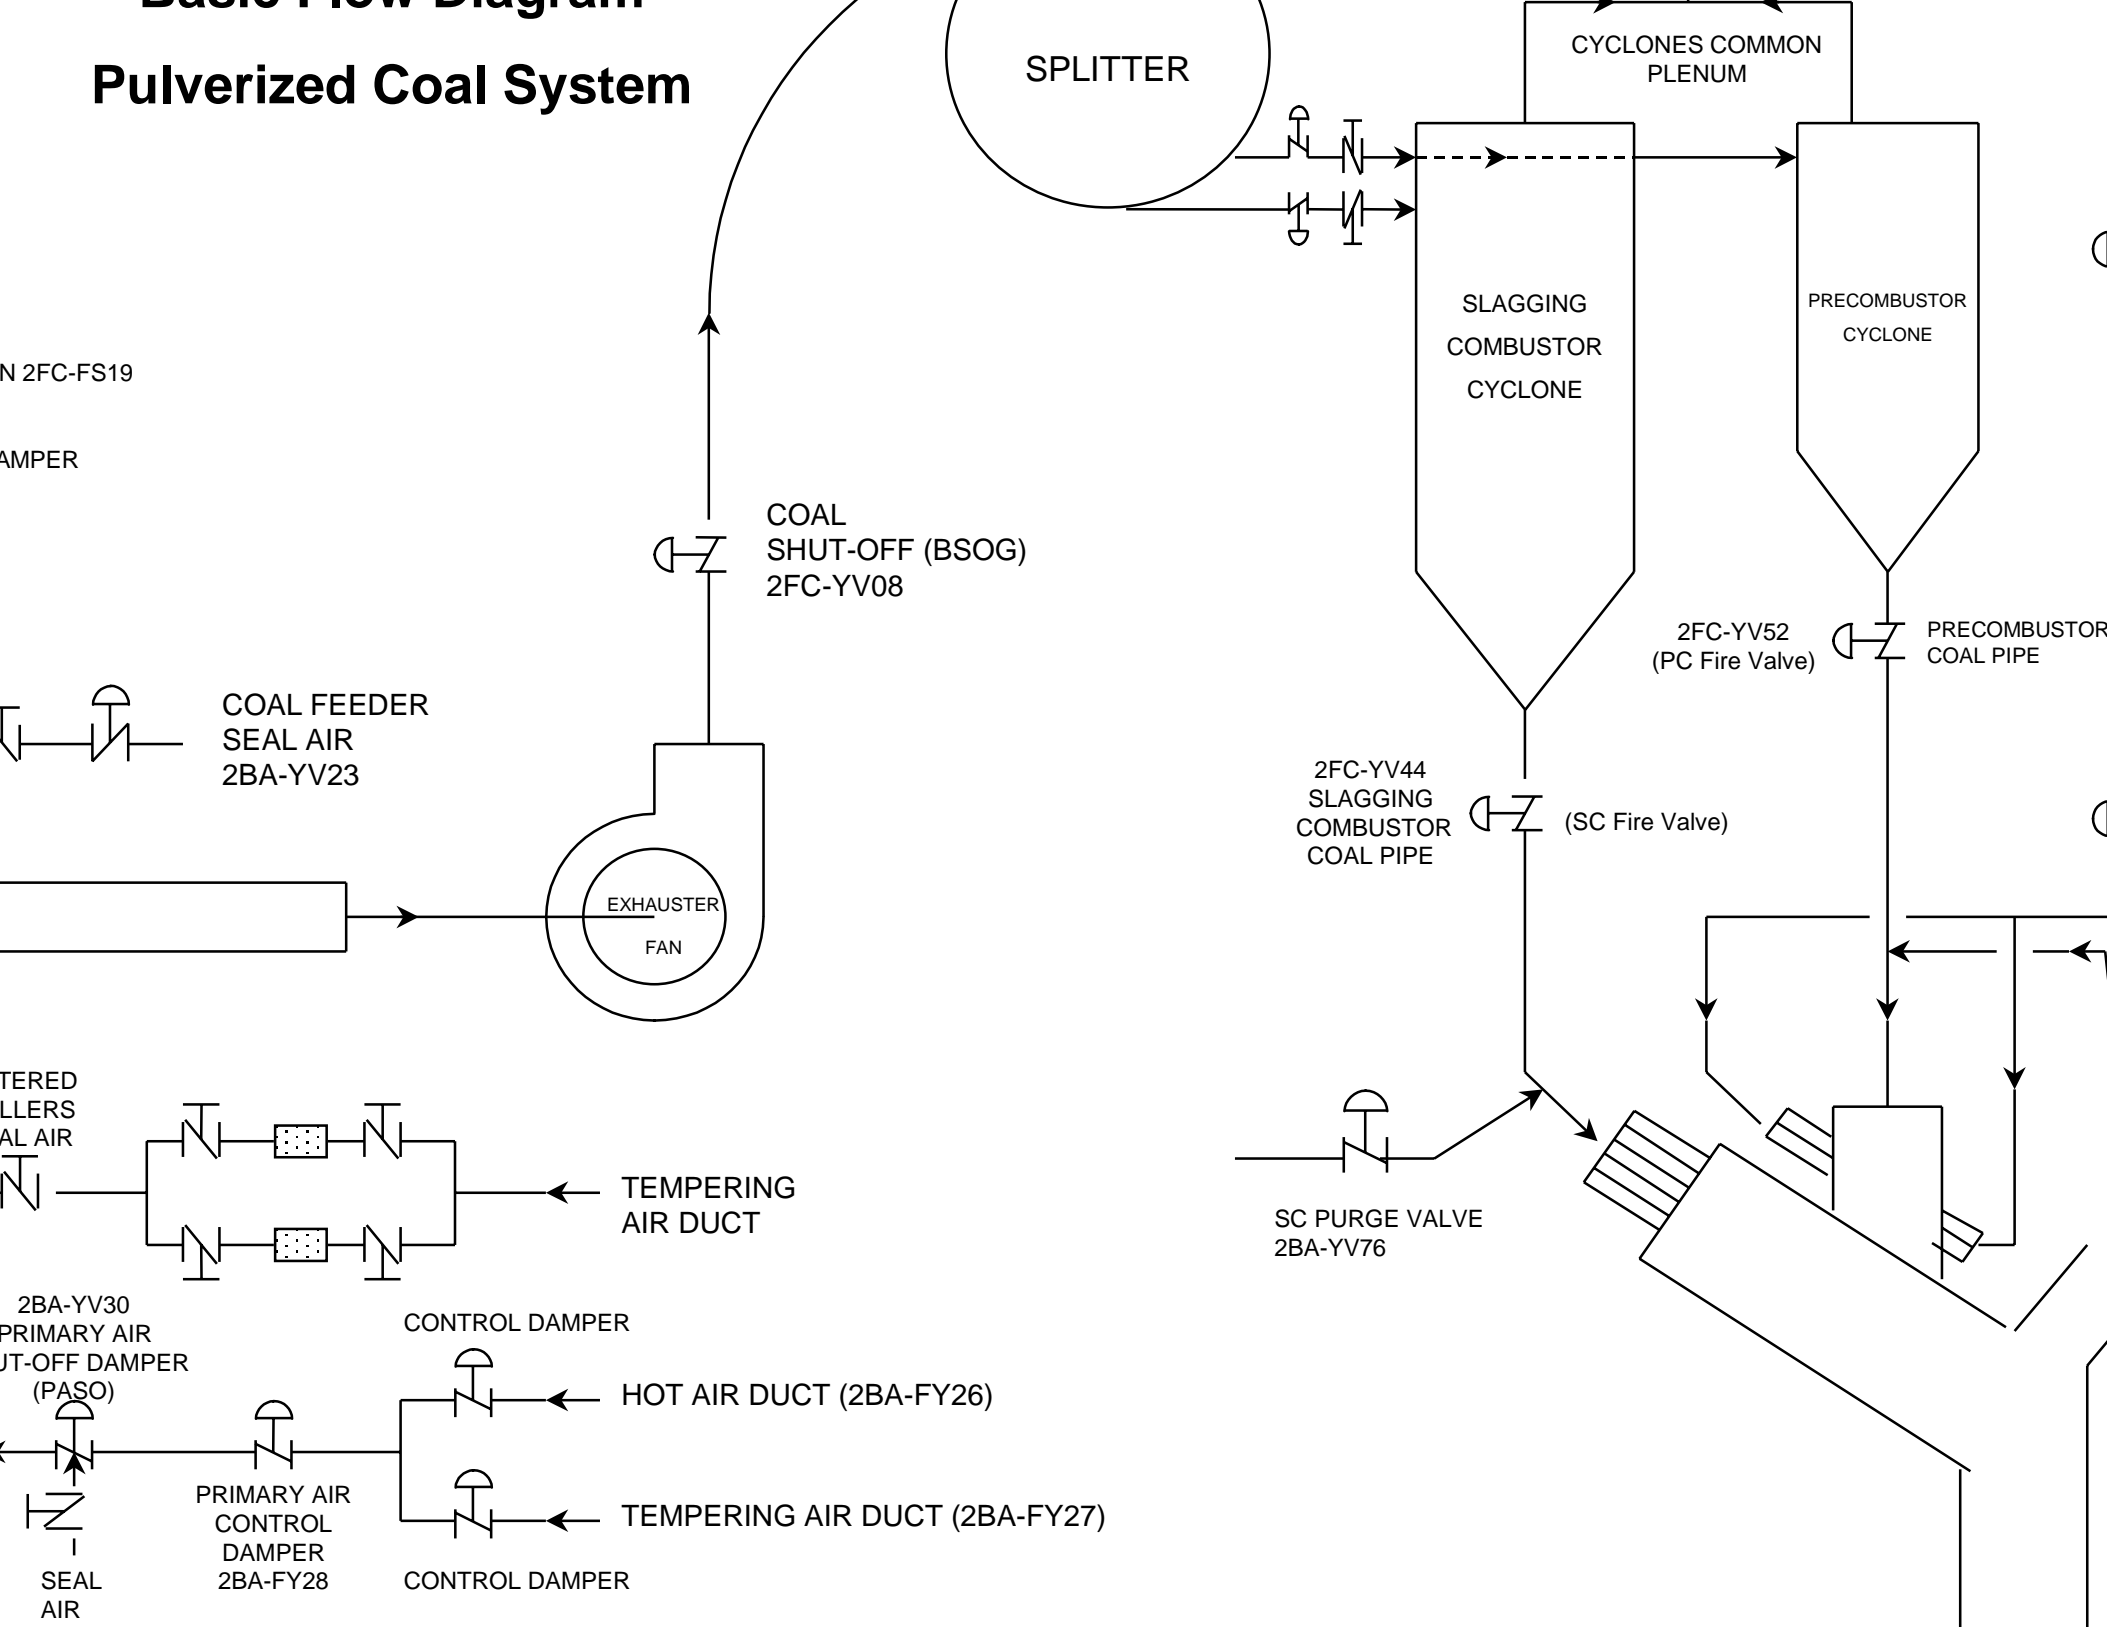 Basic Flow Diagram
Pulverized Coal System
SPLITTER
CYCLONES COMMON
PLENUM
SLAGGING
COMBUSTOR
CYCLONE
PRECOMBUSTOR
CYCLONE
N 2FC-FS19
AMPER
COAL
SHUT-OFF (BSOG)
2FC-YV08
2FC-YV52
(PC Fire Valve)
PRECOMBUSTOR
COAL PIPE
COAL FEEDER
SEAL AIR
2BA-YV23
2FC-YV44
SLAGGING
COMBUSTOR
COAL PIPE
(SC Fire Valve)
EXHAUSTER
FAN
TERED
LLERS
AL AIR
TEMPERING
AIR DUCT
SC PURGE VALVE
2BA-YV76
2BA-YV30
PRIMARY AIR
UT-OFF DAMPER
(PASO)
CONTROL DAMPER
HOT AIR DUCT (2BA-FY26)
PRIMARY AIR
CONTROL
DAMPER
2BA-FY28
TEMPERING AIR DUCT (2BA-FY27)
CONTROL DAMPER
SEAL
AIR